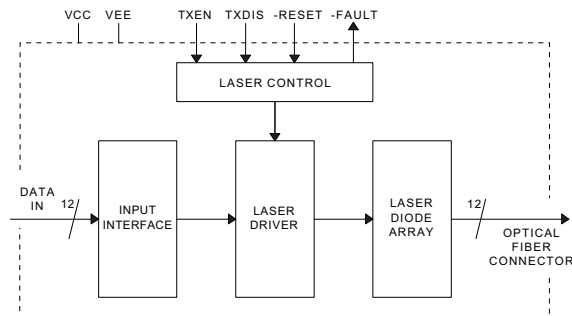 VCC VEE TXEN TXDIS -RESET -FAULT
LASER CONTROL
DATA
IN 12
INPUT
INTERFACE
LASER
DRIVER
LASER
DIODE
ARRAY
12
OPTICAL
FIBER
CONNECTOR